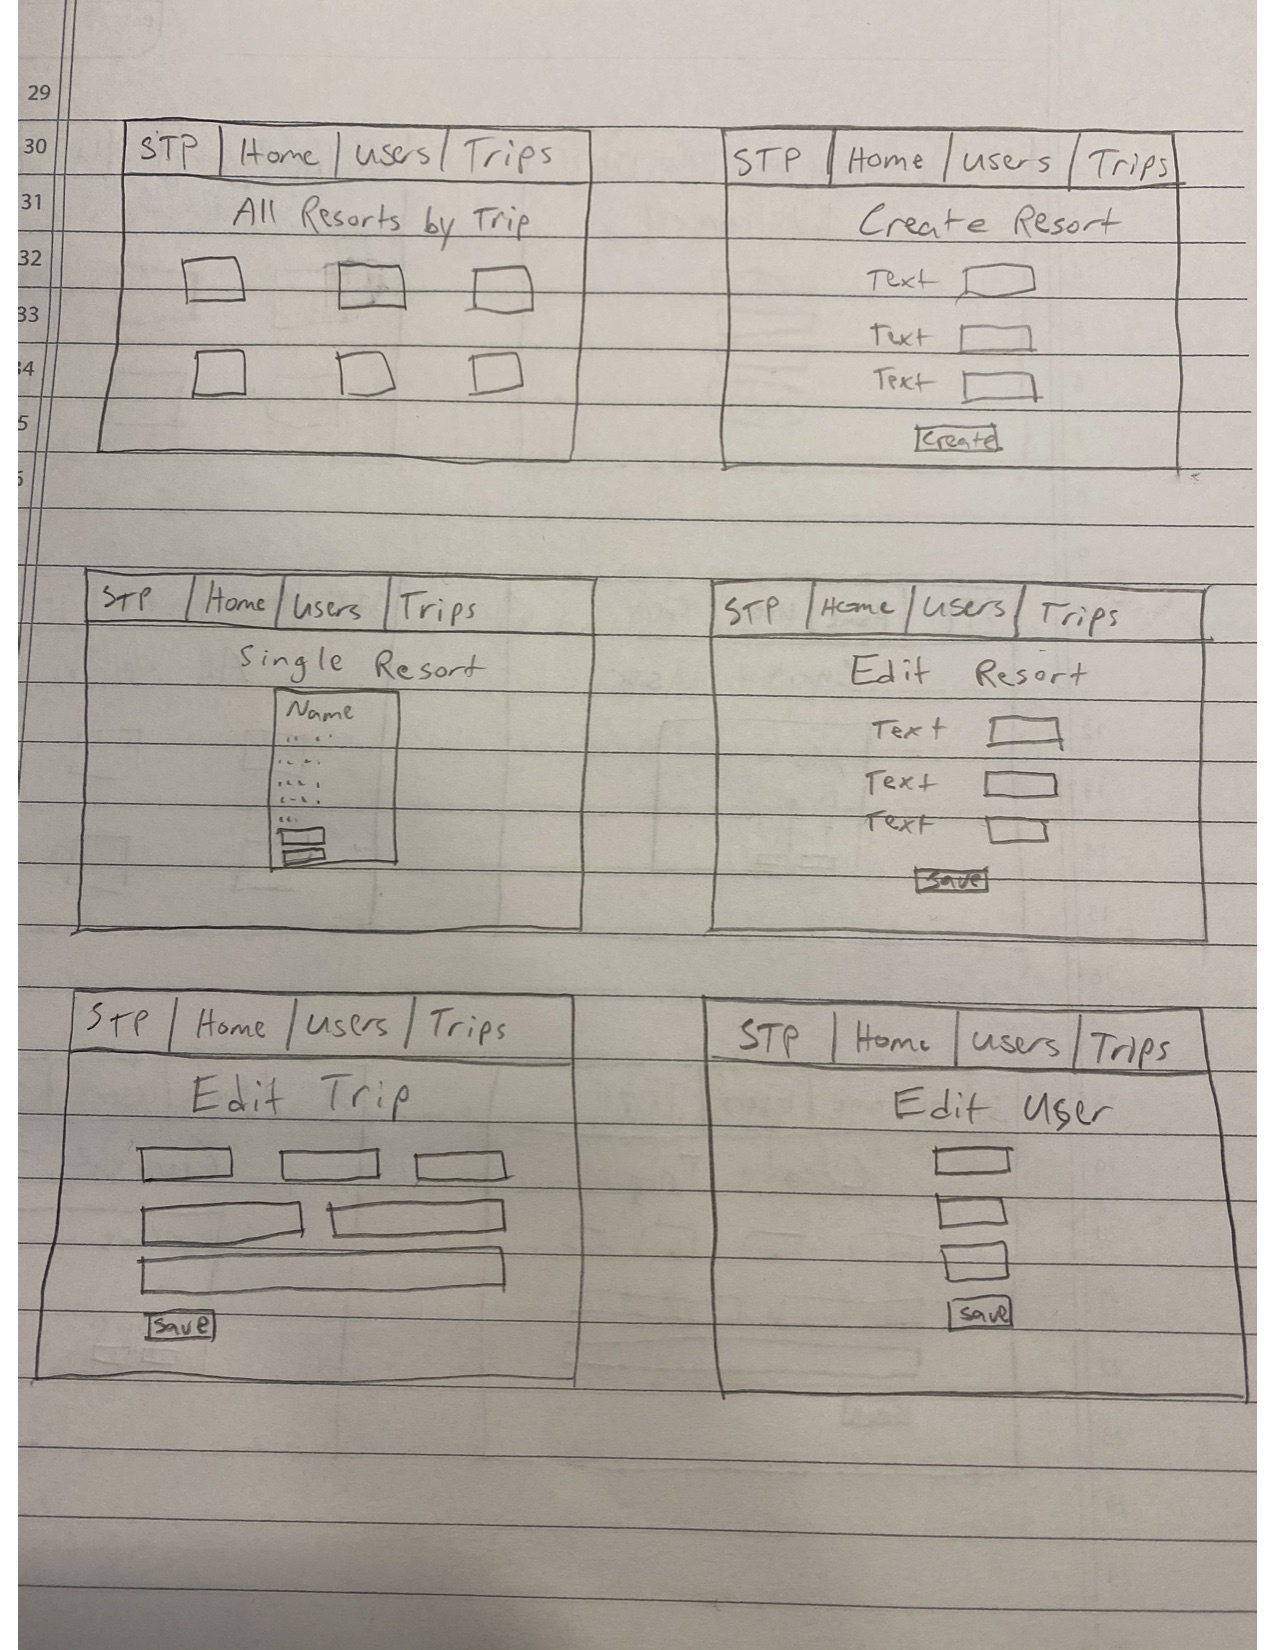 29
30
31
32
33
34
5
STP Home Users Trips
All Resorts by Trip
STP Home Users Trips
Create Resort
Text
Text
Text
Create
STP Home Users Trips
Single Resort
Name
STP Home Users Trips
Edit Resort
Text
Text
Text
Save
STP Home Users Trips
Edit Trip
Save
STP Home Users Trips
Edit User
Save